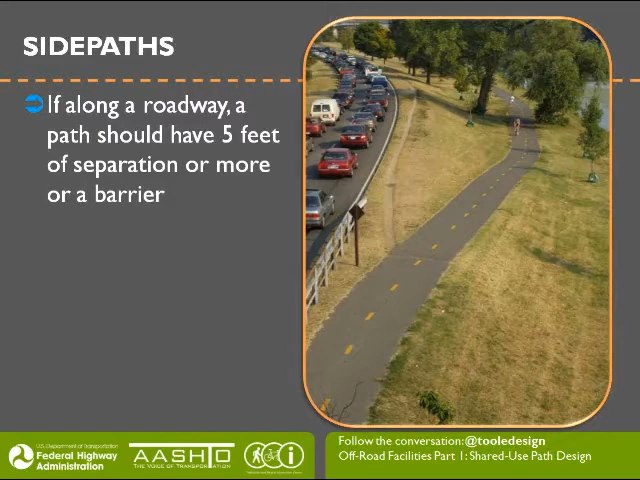 SIDEPATHS
If along a roadway, a
path should have 5 feet
of separation or more
or a barrier
U.S. Department of Transportation
Federal Highway
Administration
AASHTO
THE VOICE OF TRANSPORTATION
Follow the conversation: @tooledesign
Off-Road Facilities Part 1: Shared-Use Path Design